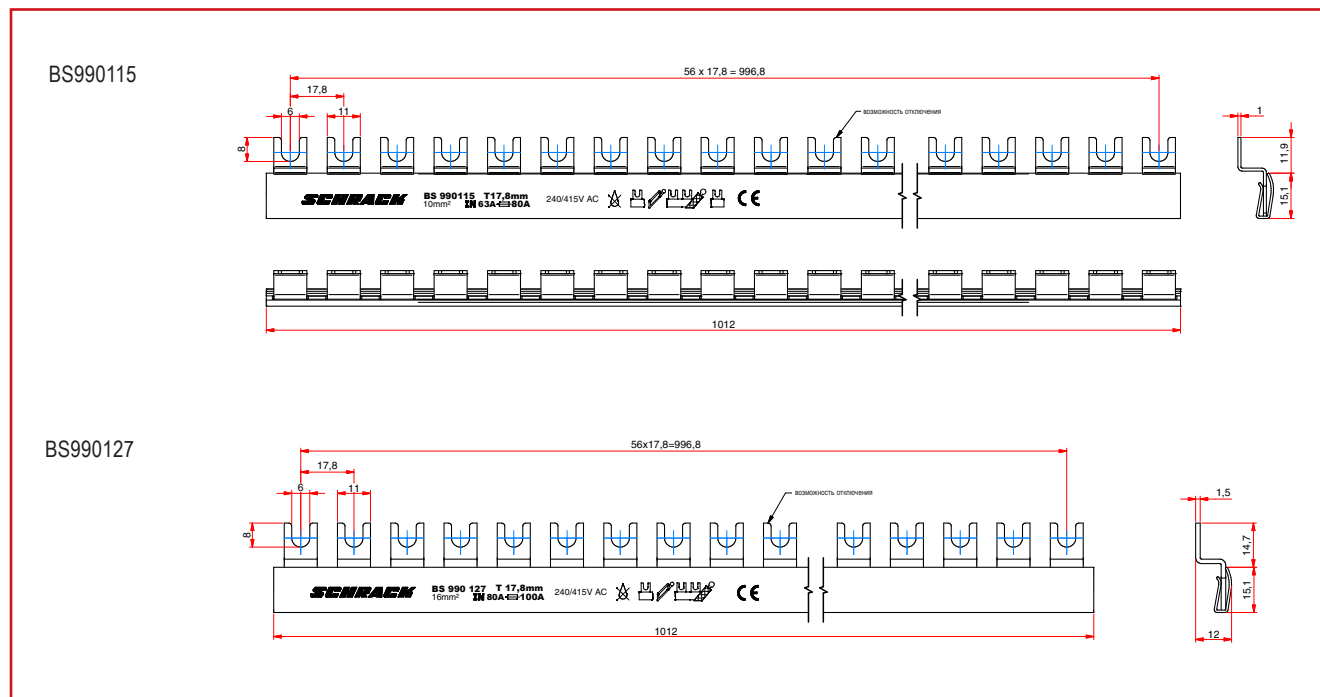 BS990115
56 x 17,8 = 996,8
17,8
6
11
8
возможность отключения
1
11,9
15,1
SCHRACK
BS 990115 T17,8mm
10mm² IN 63A 80A
240/415V AC
CE
1012
BS990127
56x17,8=996,8
17,8
6
11
8
возможность отключения
1,5
14,7
15,1
12
SCHRACK
BS 990 127 T 17,8mm
16mm² IN 80A 100A
240/415V AC
CE
1012